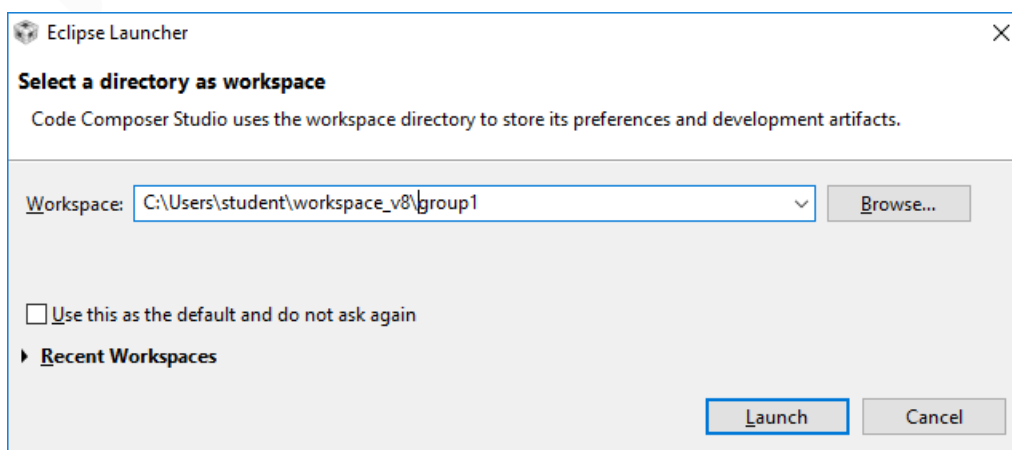 Eclipse Launcher
Select a directory as workspace
Code Composer Studio uses the workspace directory to store its preferences and development artifacts.
Workspace: C:\Users\student\workspace_v8\group1 Browse...
Use this as the default and do not ask again
Recent Workspaces
Launch Cancel